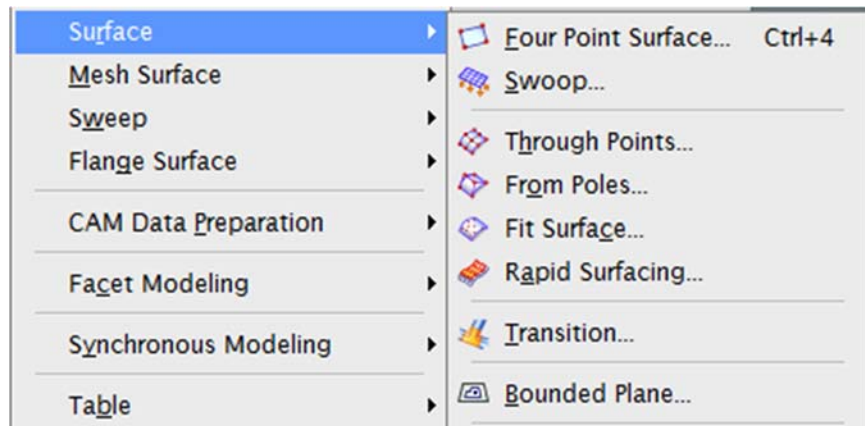 Surface
Mesh Surface
Sweep
Flange Surface
CAM Data Preparation
Facet Modeling
Synchronous Modeling
Table
Four Point Surface... Ctrl+4
Swoop...
Through Points...
From Poles...
Fit Surface...
Rapid Surfacing...
Transition...
Bounded Plane...